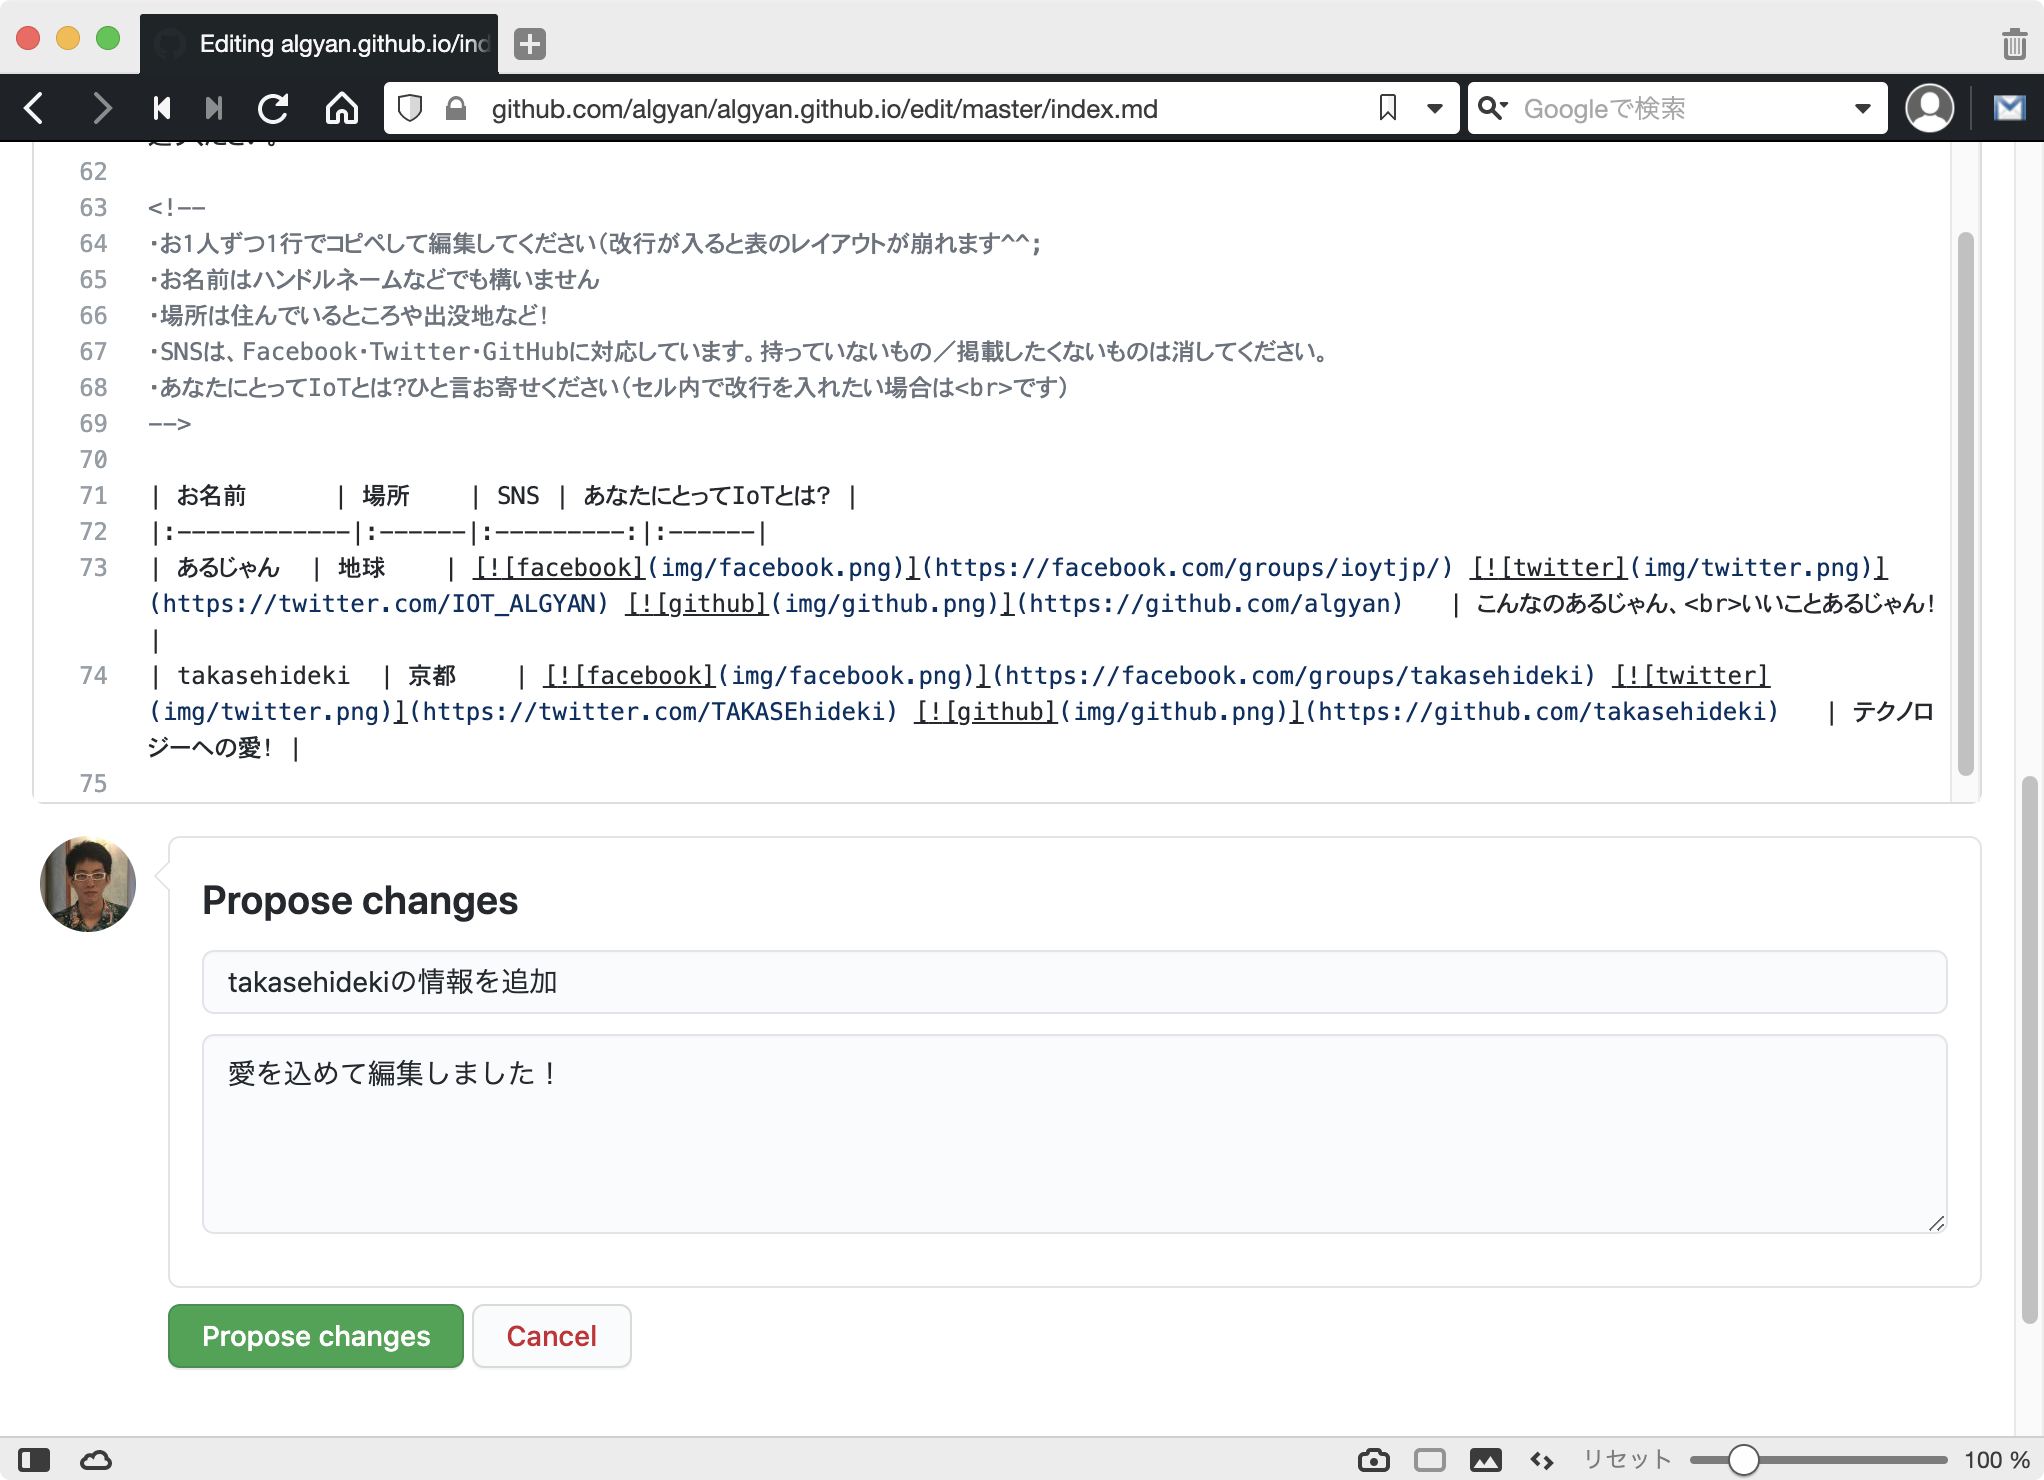 Editing algyan.github.io/ind
github.com/algyan/algyan.github.io/edit/master/index.md
Googleで検索
62
63 <!--
64 ・お1人ずつ1行でコピペして編集してください（改行が入ると表のレイアウトが崩れます^^;
65 ・お名前はハンドルネームなどでも構いません
66 ・場所は住んでいるところや出没地など！
67 ・SNSは、Facebook・Twitter・GitHubに対応しています。持っていないもの／掲載したくないものは消してください。
68 ・あなたにとってIoTとは？ひと言お寄せください（セル内で改行を入れたい場合は<br>です）
69 -->
70
71 | お名前 | 場所 | SNS | あなたにとってIoTとは？ |
72 |:------------|:------|:---------:|:------|
73 | あるじゃん | 地球 | [![facebook](img/facebook.png)](https://facebook.com/groups/ioytjp/) [![twitter](img/twitter.png)]
(https://twitter.com/IOT_ALGYAN) [![github](img/github.png)](https://github.com/algyan) | こんなのあるじゃん、<br>いいことあるじゃん！
|
74 | takasehideki | 京都 | [![facebook](img/facebook.png)](https://facebook.com/groups/takasehideki) [![twitter]
(img/twitter.png)](https://twitter.com/TAKASEhideki) [![github](img/github.png)](https://github.com/takasehideki) | テクノロ
ジーへの愛！ |
75
Propose changes
takasehidekiの情報を追加
愛を込めて編集しました！
Propose changes Cancel
リセット 100 %